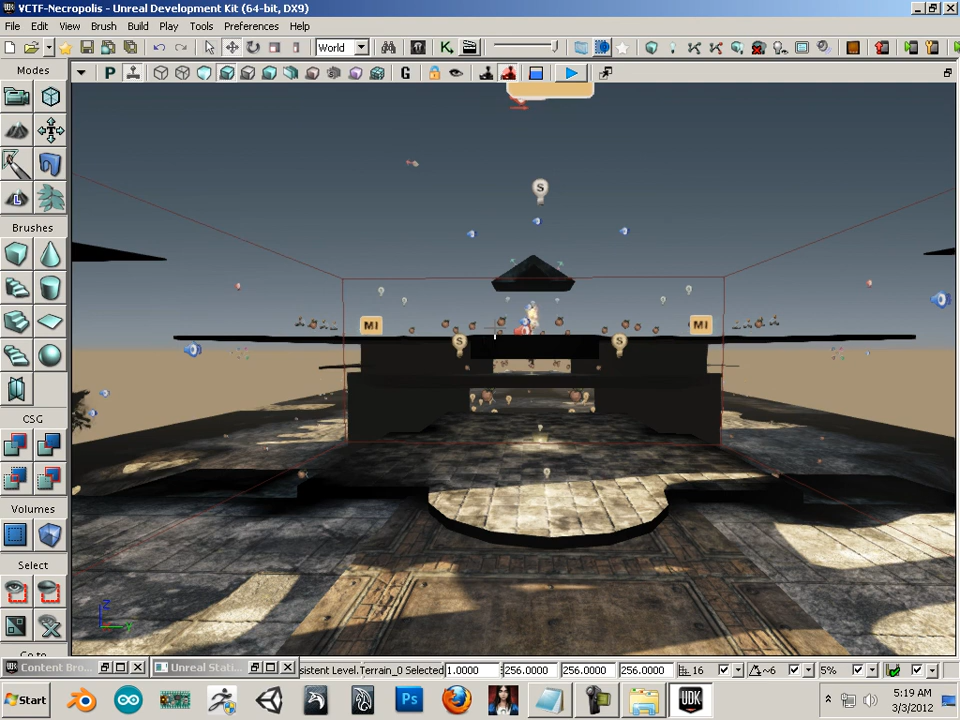 VCTF-Necropolis - Unreal Development Kit (64-bit, DX9)
File Edit View Brush Build Play Tools Preferences Help
World
Modes
P
G
S
MI
MI
S
S
L
Brushes
CSG
Volumes
Select
Z
Y
Content Bro...
Unreal Stati...
sistent Level.Terrain_0 Selected
1.0000
256.0000
256.0000
256.0000
16
~6
5%
Start
Ps
UDK
5:19 AM
3/3/2012